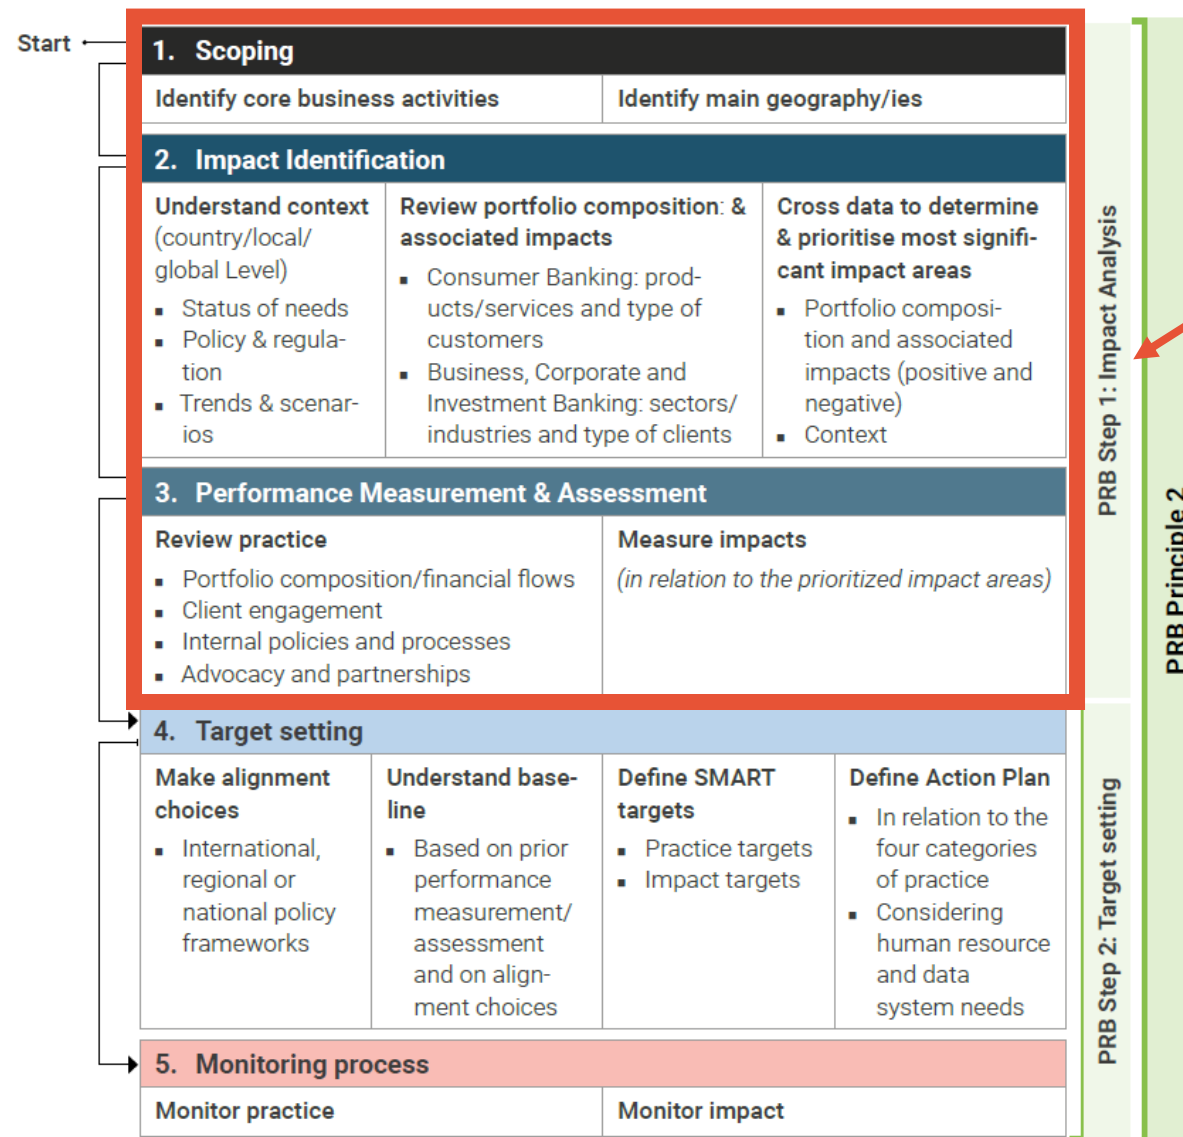 Start
1. Scoping
Identify core business activities
Identify main geography/ies
2. Impact Identification
Understand context
(country/local/
global Level)
▪ Status of needs
▪ Policy & regula-
tion
▪ Trends & scenar-
ios
Review portfolio composition: &
associated impacts
▪ Consumer Banking: prod-
ucts/services and type of
customers
▪ Business, Corporate and
Investment Banking: sectors/
industries and type of clients
Cross data to determine
& prioritise most signifi-
cant impact areas
▪ Portfolio composi-
tion and associated
impacts (positive and
negative)
▪ Context
3. Performance Measurement & Assessment
Review practice
▪ Portfolio composition/financial flows
▪ Client engagement
▪ Internal policies and processes
▪ Advocacy and partnerships
Measure impacts
(in relation to the prioritized impact areas)
4. Target setting
Make alignment
choices
▪ International,
regional or
national policy
frameworks
Understand base-
line
▪ Based on prior
performance
measurement/
assessment
and on align-
ment choices
Define SMART
targets
▪ Practice targets
▪ Impact targets
Define Action Plan
▪ In relation to the
four categories
of practice
▪ Considering
human resource
and data
system needs
5. Monitoring process
Monitor practice
Monitor impact
PRB Step 1: Impact Analysis
PRB Step 2: Target setting
PRB Principle 2